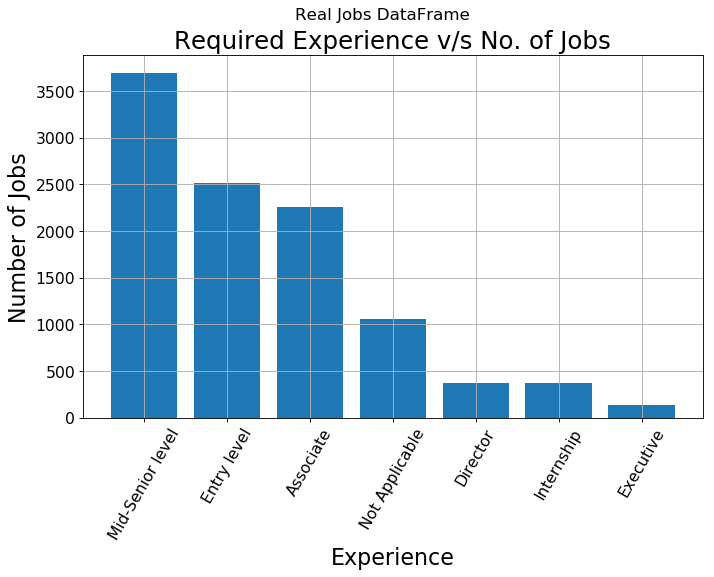 Real Jobs DataFrame
Required Experience v/s No. of Jobs
Number of Jobs
3500
3000
2500
2000
1500
1000
500
0
Mid-Senior level
Entry level
Associate
Not Applicable
Director
Internship
Executive
Experience